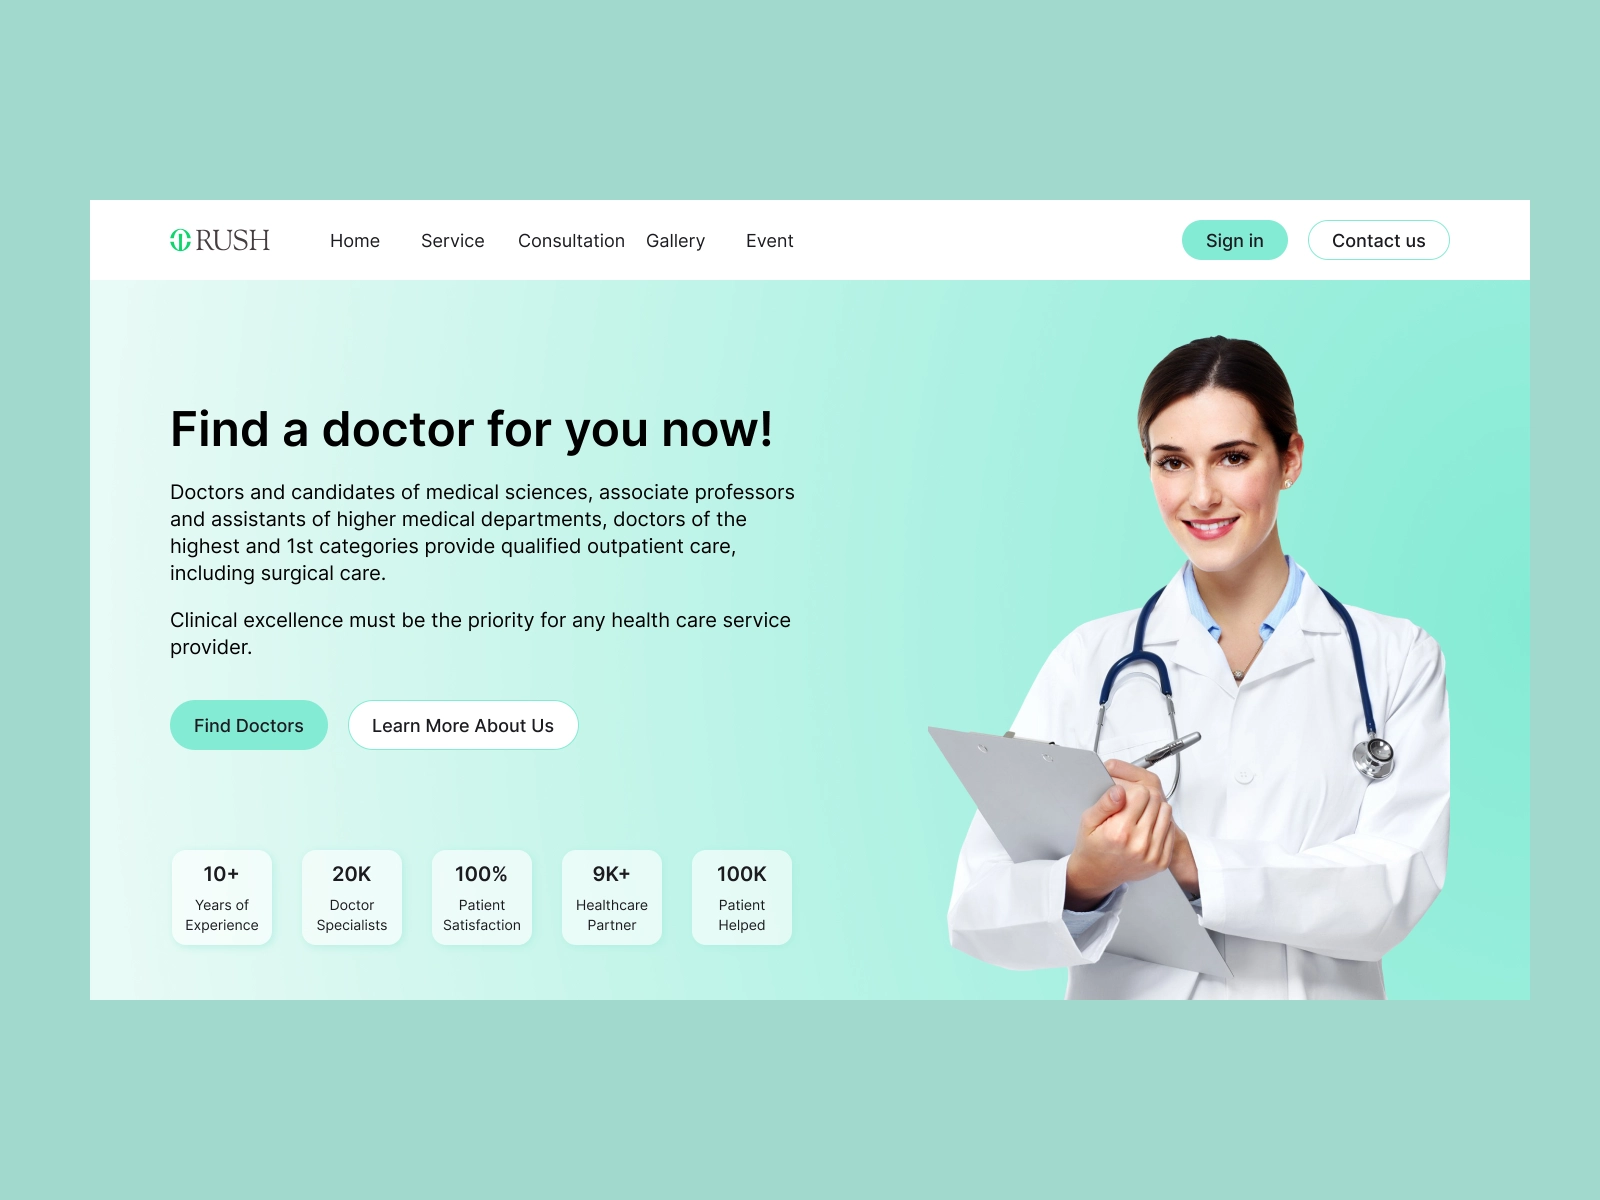 RUSH
Home Service Consultation Gallery Event
Sign in
Contact us
Find a doctor for you now!
Doctors and candidates of medical sciences, associate professors
and assistants of higher medical departments, doctors of the
highest and 1st categories provide qualified outpatient care,
including surgical care.
Clinical excellence must be the priority for any health care service
provider.
Find Doctors
Learn More About Us
10+
Years of
Experience
20K
Doctor
Specialists
100%
Patient
Satisfaction
9K+
Healthcare
Partner
100K
Patient
Helped